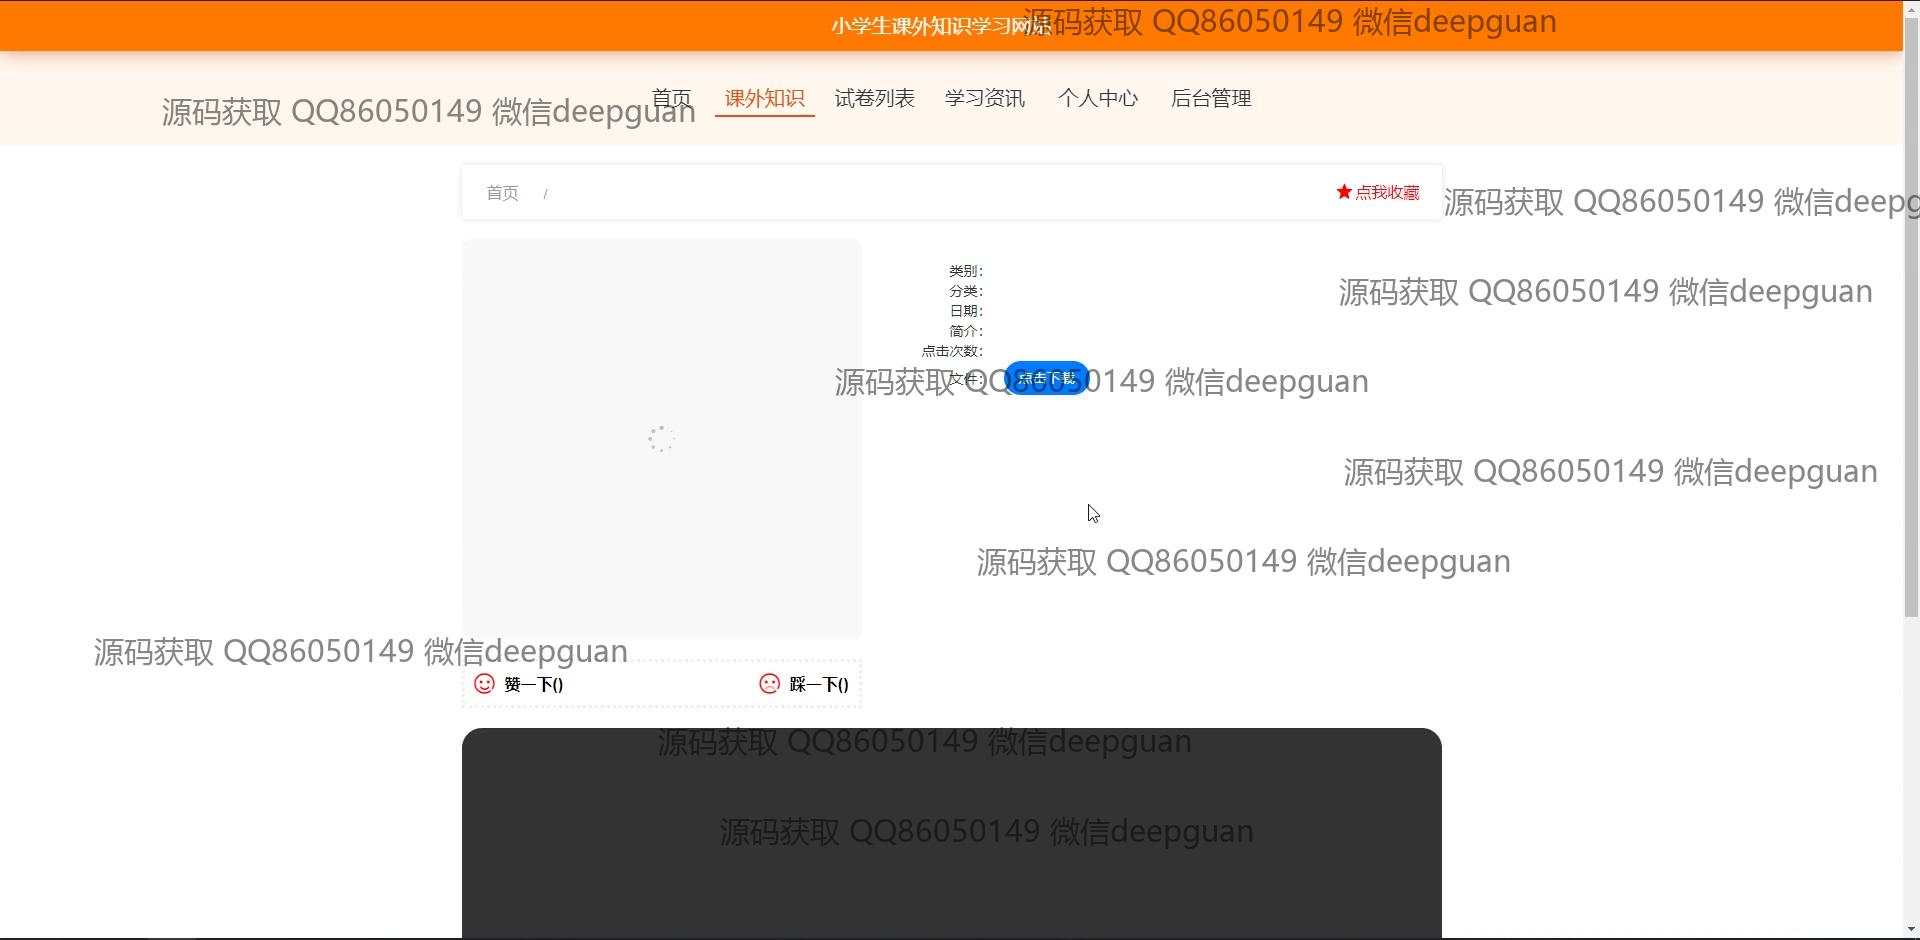 小学生课外知识学习网站
源码获取 QQ86050149 微信deepguan
首页 课外知识 试卷列表 学习资讯 个人中心 后台管理
源码获取 QQ86050149 微信deepguan
首页 / 点我收藏
源码获取 QQ86050149 微信deepg
类别：
源码获取 QQ86050149 微信deepguan
分类：
日期：
简介：
点击次数：
文件： 点击下载
源码获取 QQ86050149 微信deepguan
源码获取 QQ86050149 微信deepguan
源码获取 QQ86050149 微信deepguan
源码获取 QQ86050149 微信deepguan
赞一下() 踩一下()
源码获取 QQ86050149 微信deepguan
源码获取 QQ86050149 微信deepguan